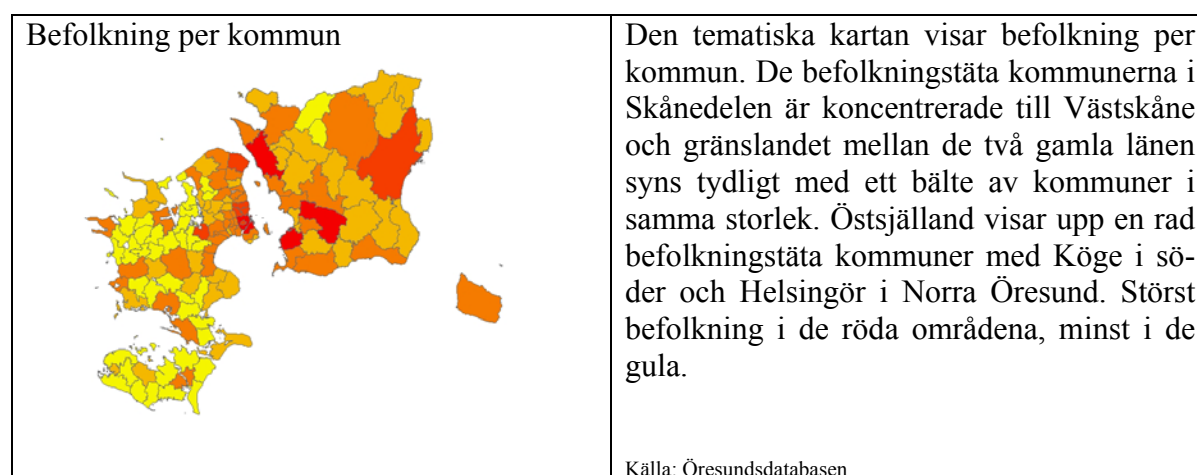 Befolkning per kommun
Den tematiska kartan visar befolkning per
kommun. De befolkningstäta kommunerna i
Skånedelen är koncentrerade till Västskåne
och gränslandet mellan de två gamla länen
syns tydligt med ett bälte av kommuner i
samma storlek. Östsjälland visar upp en rad
befolkningstäta kommuner med Köge i sö-
der och Helsingör i Norra Öresund. Störst
befolkning i de röda områdena, minst i de
gula.
Källa: Öresundsdatabasen